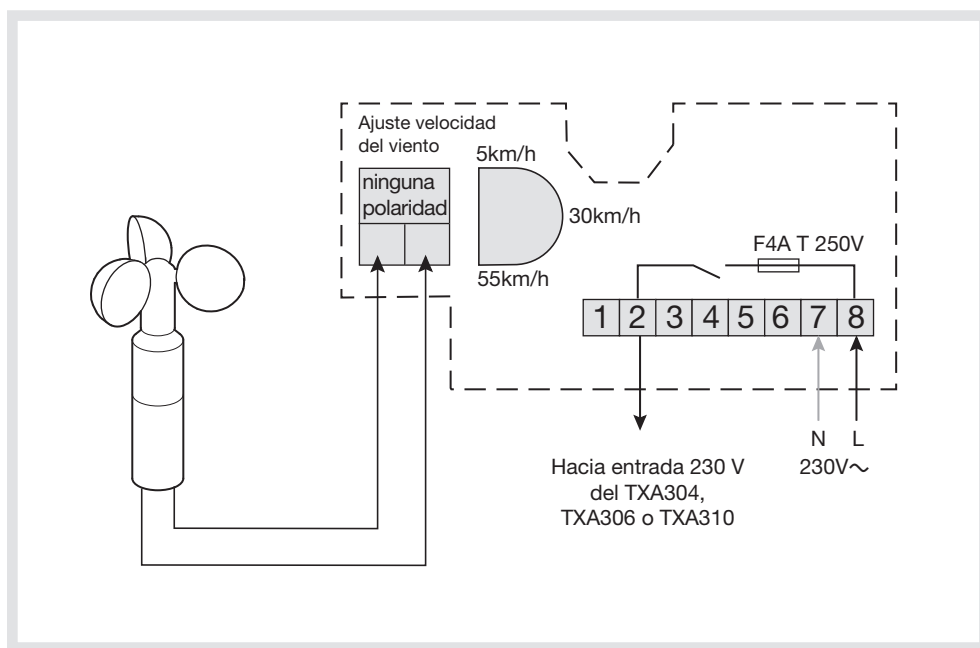 Ajuste velocidad
del viento
ninguna
polaridad
5km/h
30km/h
55km/h
F4A T 250V
1 2 3 4 5 6 7 8
N L
230V~
Hacia entrada 230 V
del TXA304,
TXA306 o TXA310